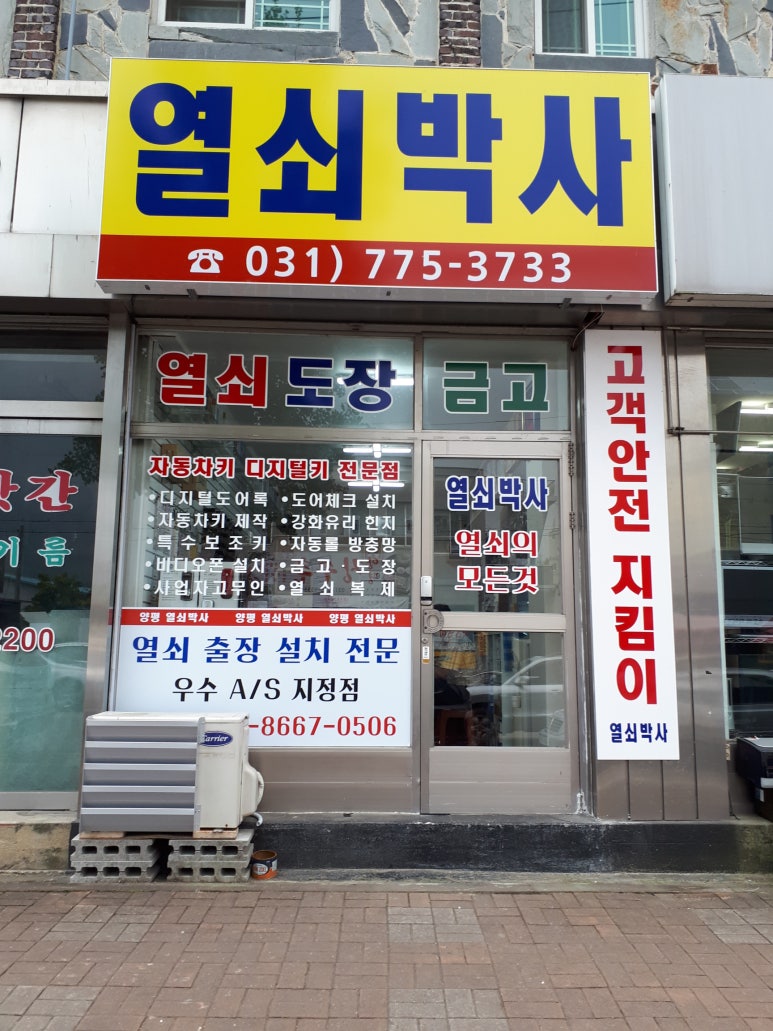 열쇠박사
☎ 031) 775-3733
열쇠 도장 금고
자동차키 디지털키 전문점
•디지털도어록 •도어체크 설치
•자동차키 제작 •강화유리 힌지
•특수보조키 •자동롤 방충망
•바디오폰 설치 •금고도장
•사업자고무인 •열쇠복제
양평 열쇠박사 양평 열쇠박사 양평 열쇠박사
열쇠 출장 설치 전문
우수 A/S 지정점
-8667-0506
열쇠박사
열쇠의
모든것
고객안전 지킴이
열쇠박사
간
기름
2200
Carrier